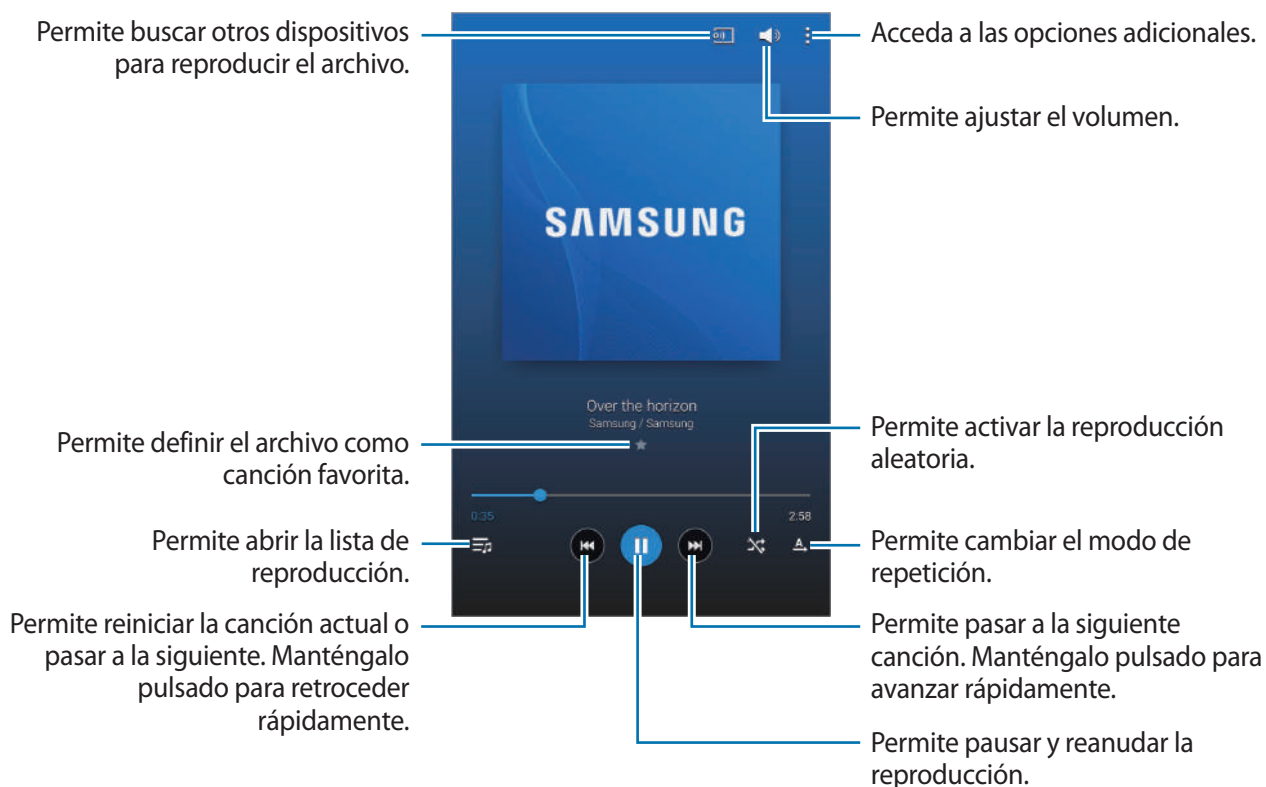 Permite buscar otros dispositivos
para reproducir el archivo.
Acceda a las opciones adicionales.
Permite ajustar el volumen.
SAMSUNG
Over the horizon
Samsung / Samsung
Permite definir el archivo como
canción favorita.
Permite activar la reproducción
aleatoria.
0:35
2:58
Permite abrir la lista de
reproducción.
A
Permite cambiar el modo de
repetición.
Permite reiniciar la canción actual o
pasar a la siguiente. Manténgalo
pulsado para retroceder
rápidamente.
Permite pasar a la siguiente
canción. Manténgalo pulsado para
avanzar rápidamente.
Permite pausar y reanudar la
reproducción.